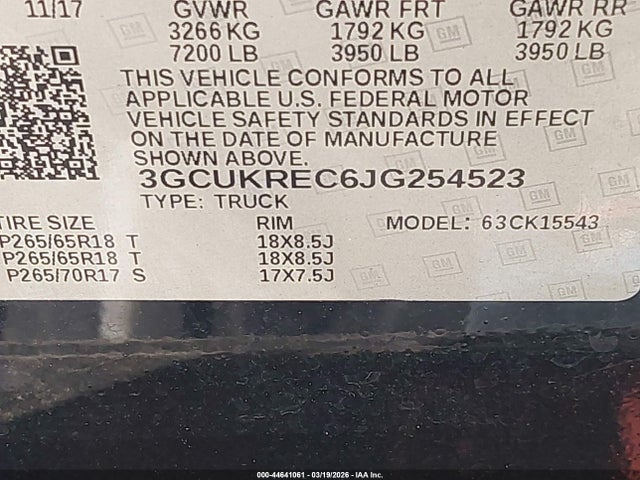 11/17 GVWR GAWR FRT GAWR RR
3266 KG 1792 KG 1792 KG
7200 LB 3950 LB 3950 LB
THIS VEHICLE CONFORMS TO ALL
APPLICABLE U.S. FEDERAL MOTOR
VEHICLE SAFETY STANDARDS IN EFFECT
ON THE DATE OF MANUFACTURE
SHOWN ABOVE.
3GCUKREC6JG254523
TYPE: TRUCK
TIRE SIZE RIM MODEL: 63CK15543
P265/65R18 T 18X8.5J
P265/65R18 T 18X8.5J
P265/70R17 S 17X7.5J
000-44641061 - 03/19/2026 - IAA Inc.